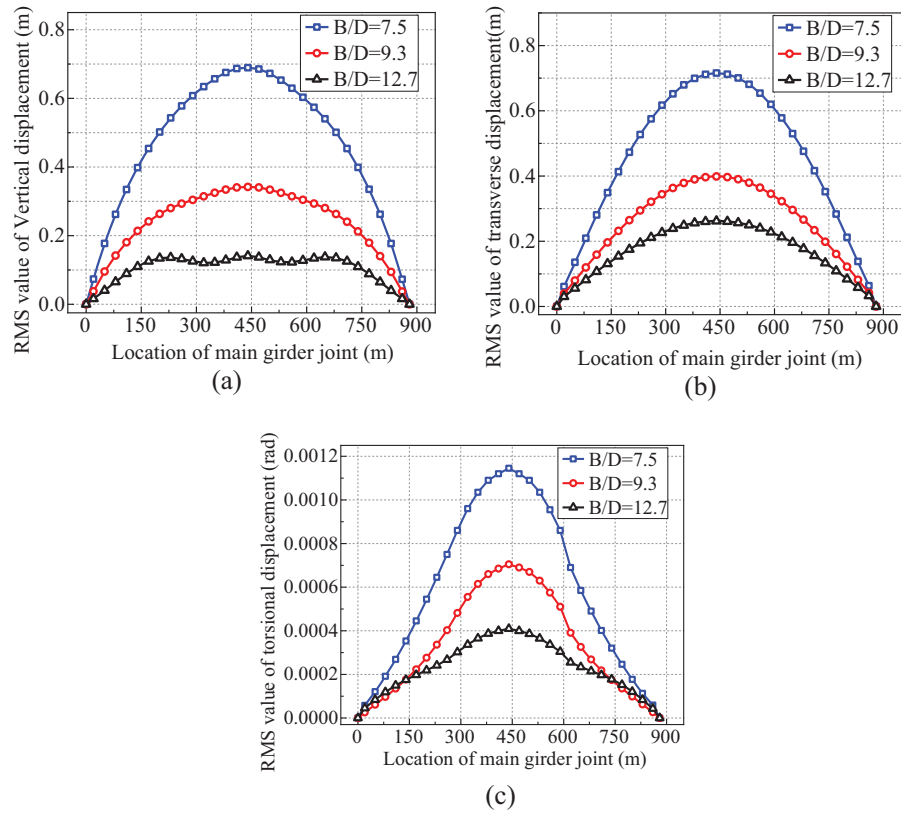 RMS value of Vertical displacement (m)
0.8
0.6
0.4
0.2
0.0
B/D=7.5
B/D=9.3
B/D=12.7
0 150 300 450 600 750 900
Location of main girder joint (m)
(a)
RMS value of transverse displacement(m)
0.8
0.6
0.4
0.2
0.0
B/D=7.5
B/D=9.3
B/D=12.7
0 150 300 450 600 750 900
Location of main girder joint (m)
(b)
RMS value of torsional displacement (rad)
0.0012
0.0010
0.0008
0.0006
0.0004
0.0002
0.0000
B/D=7.5
B/D=9.3
B/D=12.7
0 150 300 450 600 750 900
Location of main girder joint (m)
(c)